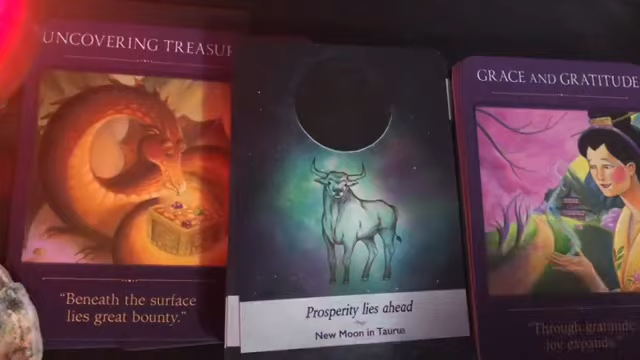 UNCOVERING TREASUR
"Beneath the surface
lies great bounty."
Prosperity lies ahead
New Moon in Taurus
GRACE AND GRATITUDE
"Through gratitude,
joy expands